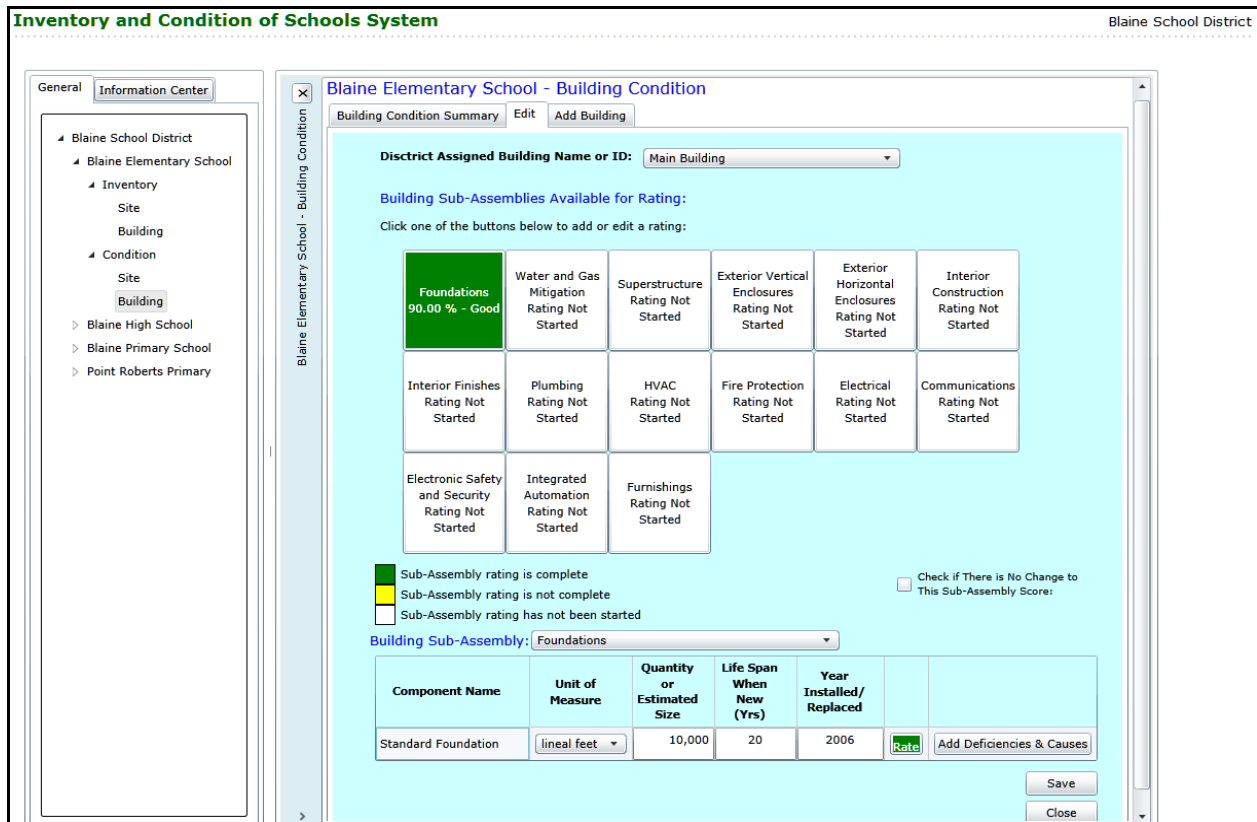 Inventory and Condition of Schools System
Blaine School District
General
Information Center
Blaine School District
Blaine Elementary School
Inventory
Site
Building
Condition
Site
Building
Blaine High School
Blaine Primary School
Point Roberts Primary
Blaine Elementary School - Building Condition
Blaine Elementary School - Building Condition
Building Condition Summary
Edit
Add Building
Disctrict Assigned Building Name or ID:
Main Building
Building Sub-Assemblies Available for Rating:
Click one of the buttons below to add or edit a rating:
Foundations
90.00 % - Good
Water and Gas
Mitigation
Rating Not
Started
Superstructure
Rating Not
Started
Exterior Vertical
Enclosures
Rating Not
Started
Exterior
Horizontal
Enclosures
Rating Not
Started
Interior
Construction
Rating Not
Started
Interior Finishes
Rating Not
Started
Plumbing
Rating Not
Started
HVAC
Rating Not
Started
Fire Protection
Rating Not
Started
Electrical
Rating Not
Started
Communications
Rating Not
Started
Electronic Safety
and Security
Rating Not
Started
Integrated
Automation
Rating Not
Started
Furnishings
Rating Not
Started
Sub-Assembly rating is complete
Sub-Assembly rating is not complete
Sub-Assembly rating has not been started
Check if There is No Change to
This Sub-Assembly Score:
Building Sub-Assembly:
Foundations
Component Name
Unit of
Measure
Quantity
or
Estimated
Size
Life Span
When
New
(Yrs)
Year
Installed/
Replaced
Standard Foundation
lineal feet
10,000
20
2006
Rate
Add Deficiencies & Causes
Save
Close